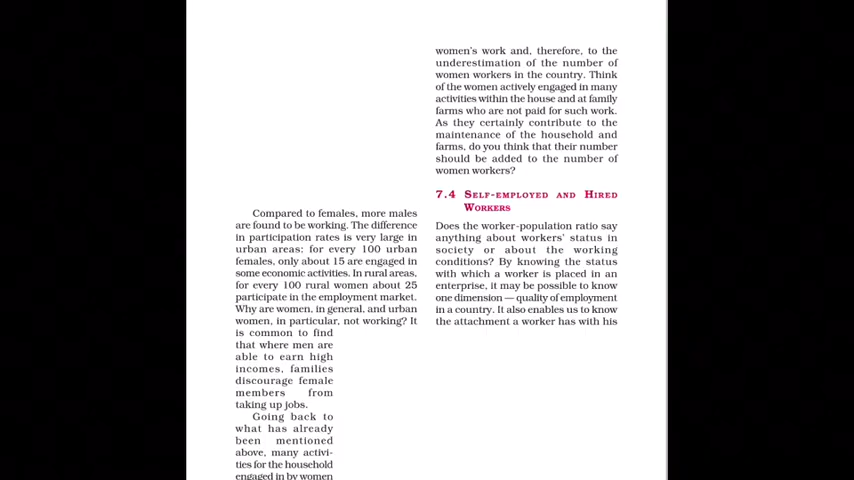 Compared to females, more males
are found to be working. The difference
in participation rates is very large in
urban areas: for every 100 urban
females, only about 15 are engaged in
some economic activities. In rural areas,
for every 100 rural women about 25
participate in the employment market.
Why are women, in general, and urban
women, in particular, not working? It
is common to find
that where men are
able to earn high
incomes, families
discourage female
members from
taking up jobs.
Going back to
what has already
been mentioned
above, many activi-
ties for the household
engaged in by women
women's work and, therefore, to the
underestimation of the number of
women workers in the country. Think
of the women actively engaged in many
activities within the house and at family
farms who are not paid for such work.
As they certainly contribute to the
maintenance of the household and
farms, do you think that their number
should be added to the number of
women workers?
7.4 SELF-EMPLOYED AND HIRED
WORKERS
Does the worker-population ratio say
anything about workers' status in
society or about the working
conditions? By knowing the status
with which a worker is placed in an
enterprise, it may be possible to know
one dimension — quality of employment
in a country. It also enables us to know
the attachment a worker has with his